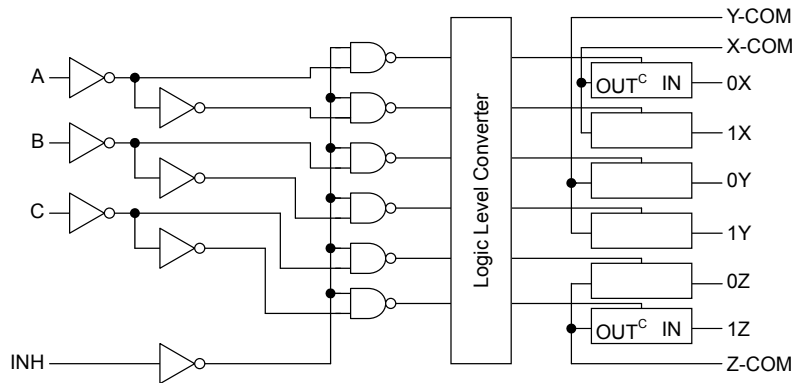 Y-COM
X-COM
A
OUTC IN
0X
1X
B
0Y
C
1Y
Logic Level Converter
0Z
OUTC IN
1Z
INH
Z-COM